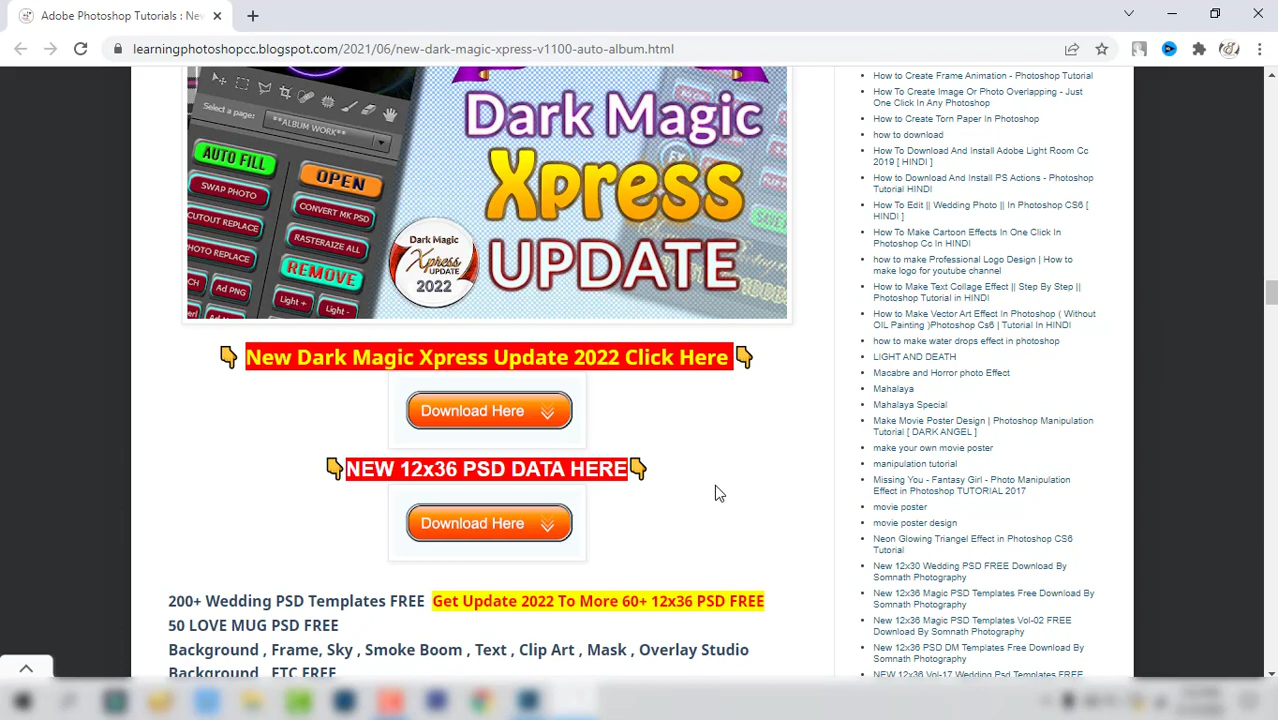 Adobe Photoshop Tutorials : Nev
learningphotoshopcc.blogspot.com/2021/06/new-dark-magic-xpress-v1100-auto-album.html
Select a page:
**ALBUM WORK**
AUTO FILL
OPEN
SWAP PHOTO
CONVERT MK PSD
CUTOUT REPLACE
RASTERAIZE ALL
PHOTO REPLACE
REMOVE
Ad PNG
Light +
Light -
Dark Magic
Xpress
UPDATE
2022
Dark Magic
Xpress
UPDATE
SAVE
New Dark Magic Xpress Update 2022 Click Here
Download Here
NEW 12x36 PSD DATA HERE
Download Here
200+ Wedding PSD Templates FREE Get Update 2022 To More 60+ 12x36 PSD FREE
50 LOVE MUG PSD FREE
Background , Frame, Sky , Smoke Boom , Text , Clip Art , Mask , Overlay Studio
Background , ETC FREE
How to Create Frame Animation - Photoshop Tutorial
How To Create Image Or Photo Overlapping - Just
One Click In Any Photoshop
How to Create Torn Paper In Photoshop
how to download
How To Download And Install Adobe Light Room Cc
2019 [ HINDI ]
How to Download And Install PS Actions - Photoshop
Tutorial HINDI
How To Edit || Wedding Photo || In Photoshop CS6 [
HINDI ]
How To Make Cartoon Effects In One Click In
Photoshop Cc In HINDI
how to make Professional Logo Design | How to
make logo for youtube channel
How to Make Text Collage Effect || Step By Step ||
Photoshop Tutorial in HINDI
How to Make Vector Art Effect In Photoshop ( Without
OIL Painting )Photoshop Cs6 | Tutorial In HINDI
how to make water drops effect in photoshop
LIGHT AND DEATH
Macabre and Horror photo Effect
Mahalaya
Mahalaya Special
Make Movie Poster Design | Photoshop Manipulation
Tutorial [ DARK ANGEL ]
make your own movie poster
manipulation tutorial
Missing You - Fantasy Girl - Photo Manipulation
Effect in Photoshop TUTORIAL 2017
movie poster
movie poster design
Neon Glowing Triangel Effect in Photoshop CS6
Tutorial
New 12x30 Wedding PSD FREE Download By
Somnath Photography
New 12x36 Magic PSD Templates Free Download By
Somnath Photography
New 12x36 Magic PSD Templates Vol-02 FREE
Download By Somnath Photography
New 12x36 PSD DM Templates Free Download By
Somnath Photography
NEW 12x36 Vol-17 Wedding Psd Templates FREE